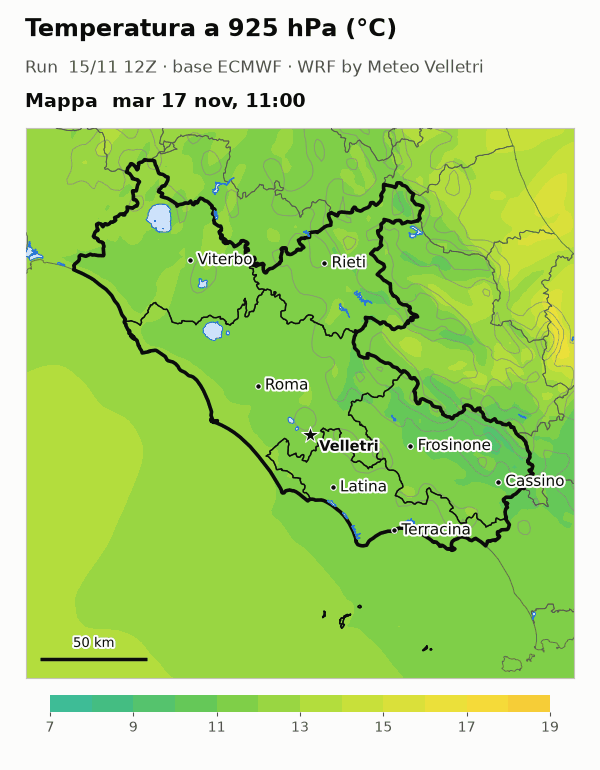 Temperatura a 925 hPa (°C)
Run  15/11 12Z · base ECMWF · WRF by Meteo Velletri
Mappa  mar 17 nov, 11:00
Viterbo
Rieti
Roma
Velletri
Frosinone
Cassino
Latina
Terracina
50 km
7 9 11 13 15 17 19